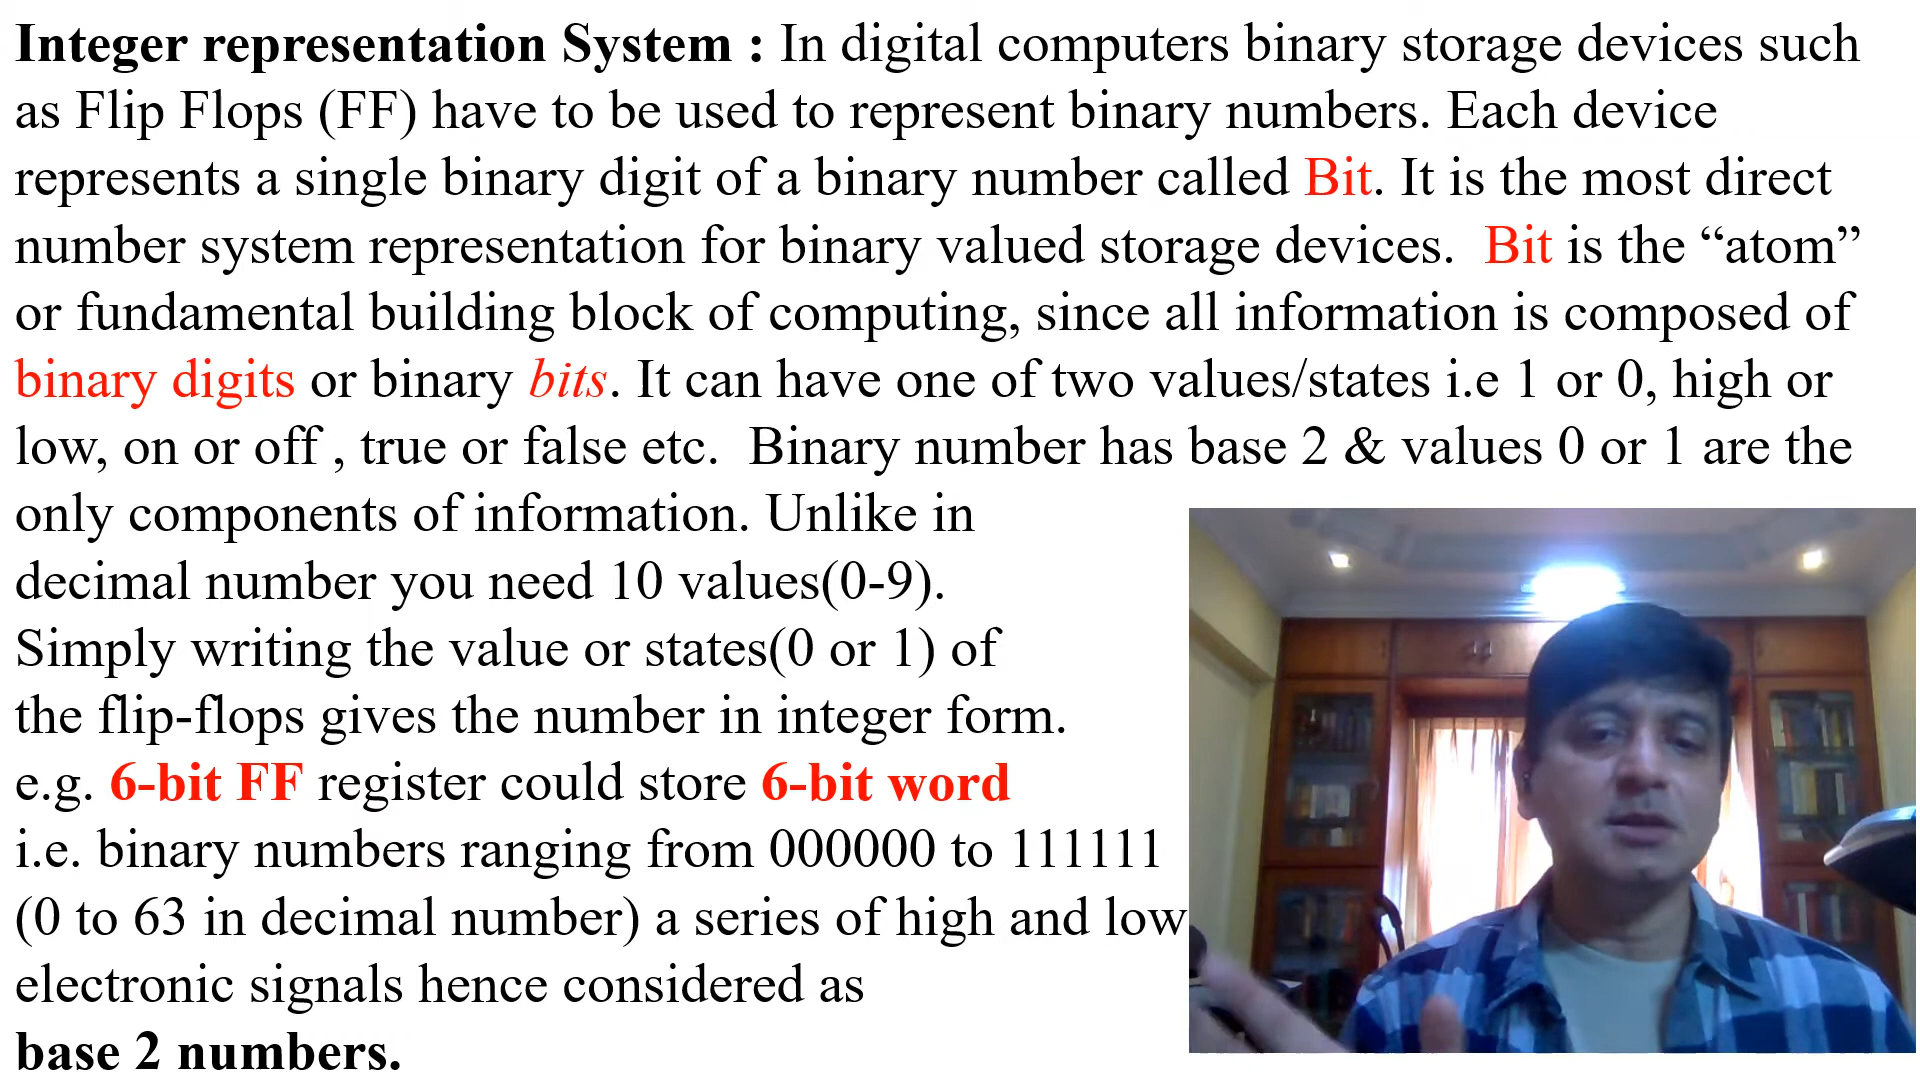 Integer representation System : In digital computers binary storage devices such
as Flip Flops (FF) have to be used to represent binary numbers. Each device
represents a single binary digit of a binary number called Bit. It is the most direct
number system representation for binary valued storage devices.  Bit is the “atom”
or fundamental building block of computing, since all information is composed of
binary digits or binary bits. It can have one of two values/states i.e 1 or 0, high or
low, on or off , true or false etc.  Binary number has base 2 & values 0 or 1 are the
only components of information. Unlike in
decimal number you need 10 values(0-9).
Simply writing the value or states(0 or 1) of
the flip-flops gives the number in integer form.
e.g. 6-bit FF register could store 6-bit word
i.e. binary numbers ranging from 000000 to 111111
(0 to 63 in decimal number) a series of high and low
electronic signals hence considered as
base 2 numbers.